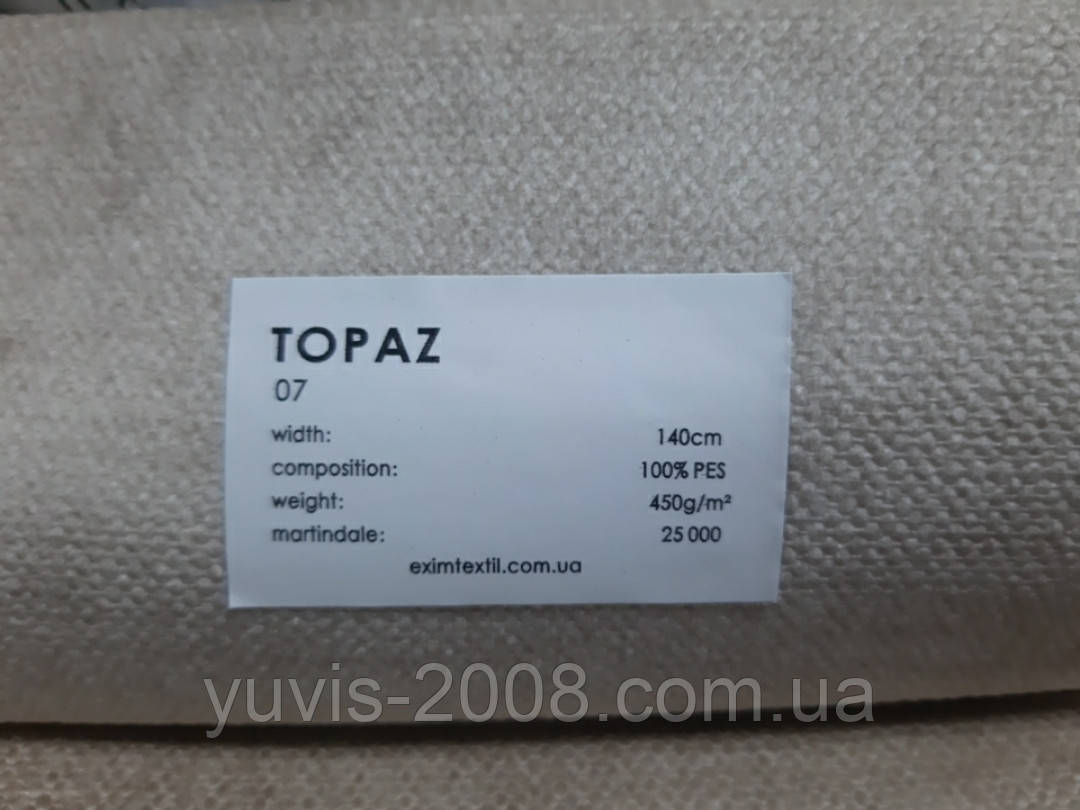 TOPAZ
07
width: 140cm
composition: 100% PES
weight: 450g/m²
martindale: 25 000
eximtextil.com.ua
yuvis-2008.com.ua